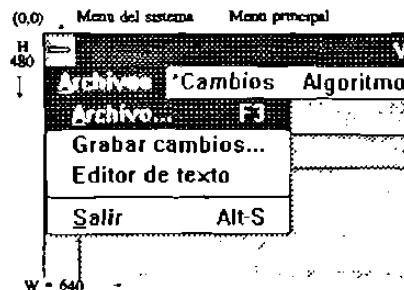 (0,0) Menu del sistema Menu principal
H
480
Archivos *Cambios Algoritmo
Archivo... F3
Grabar cambios...
Editor de texto
Salir Alt-S
W = 640